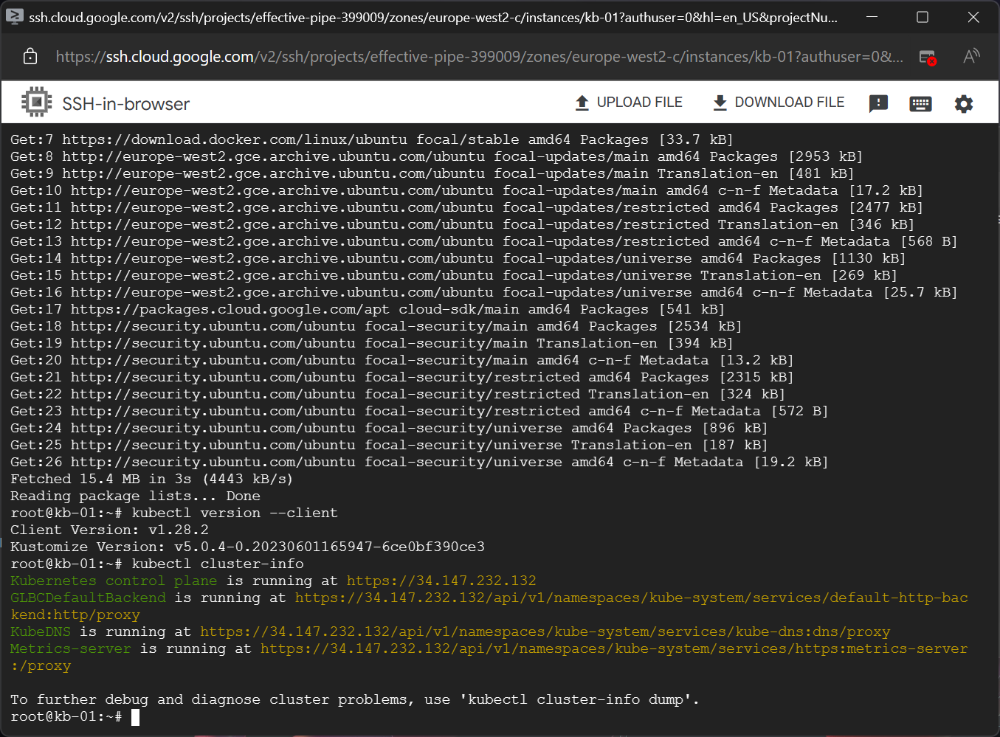 ssh.cloud.google.com/v2/ssh/projects/effective-pipe-399009/zones/europe-west2-c/instances/kb-01?authuser=0&hl=en_US&projectNu...
https://ssh.cloud.google.com/v2/ssh/projects/effective-pipe-399009/zones/europe-west2-c/instances/kb-01?authuser=0&...
SSH-in-browser
UPLOAD FILE
DOWNLOAD FILE
Get:7 https://download.docker.com/linux/ubuntu focal/stable amd64 Packages [33.7 kB]
Get:8 http://europe-west2.gce.archive.ubuntu.com/ubuntu focal-updates/main amd64 Packages [2953 kB]
Get:9 http://europe-west2.gce.archive.ubuntu.com/ubuntu focal-updates/main Translation-en [481 kB]
Get:10 http://europe-west2.gce.archive.ubuntu.com/ubuntu focal-updates/main amd64 c-n-f Metadata [17.2 kB]
Get:11 http://europe-west2.gce.archive.ubuntu.com/ubuntu focal-updates/restricted amd64 Packages [2477 kB]
Get:12 http://europe-west2.gce.archive.ubuntu.com/ubuntu focal-updates/restricted Translation-en [346 kB]
Get:13 http://europe-west2.gce.archive.ubuntu.com/ubuntu focal-updates/restricted amd64 c-n-f Metadata [568 B]
Get:14 http://europe-west2.gce.archive.ubuntu.com/ubuntu focal-updates/universe amd64 Packages [1130 kB]
Get:15 http://europe-west2.gce.archive.ubuntu.com/ubuntu focal-updates/universe Translation-en [269 kB]
Get:16 http://europe-west2.gce.archive.ubuntu.com/ubuntu focal-updates/universe amd64 c-n-f Metadata [25.7 kB]
Get:17 https://packages.cloud.google.com/apt cloud-sdk/main amd64 Packages [541 kB]
Get:18 http://security.ubuntu.com/ubuntu focal-security/main amd64 Packages [2534 kB]
Get:19 http://security.ubuntu.com/ubuntu focal-security/main Translation-en [394 kB]
Get:20 http://security.ubuntu.com/ubuntu focal-security/main amd64 c-n-f Metadata [13.2 kB]
Get:21 http://security.ubuntu.com/ubuntu focal-security/restricted amd64 Packages [2315 kB]
Get:22 http://security.ubuntu.com/ubuntu focal-security/restricted Translation-en [324 kB]
Get:23 http://security.ubuntu.com/ubuntu focal-security/restricted amd64 c-n-f Metadata [572 B]
Get:24 http://security.ubuntu.com/ubuntu focal-security/universe amd64 Packages [896 kB]
Get:25 http://security.ubuntu.com/ubuntu focal-security/universe Translation-en [187 kB]
Get:26 http://security.ubuntu.com/ubuntu focal-security/universe amd64 c-n-f Metadata [19.2 kB]
Fetched 15.4 MB in 3s (4443 kB/s)
Reading package lists... Done
root@kb-01:~# kubectl version --client
Client Version: v1.28.2
Kustomize Version: v5.0.4-0.20230601165947-6ce0bf390ce3
root@kb-01:~# kubectl cluster-info
Kubernetes control plane is running at https://34.147.232.132
GLBCDefaultBackend is running at https://34.147.232.132/api/v1/namespaces/kube-system/services/default-http-bac
kend:http/proxy
KubeDNS is running at https://34.147.232.132/api/v1/namespaces/kube-system/services/kube-dns:dns/proxy
Metrics-server is running at https://34.147.232.132/api/v1/namespaces/kube-system/services/https:metrics-server
:/proxy
To further debug and diagnose cluster problems, use 'kubectl cluster-info dump'.
root@kb-01:~#